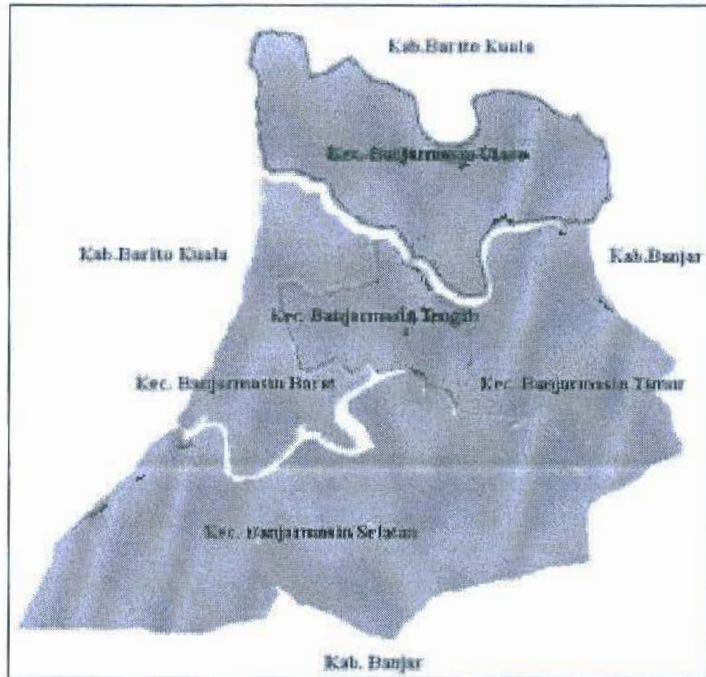 Kab.Barito Kuala
Kec. Banjarmasin Utara
Kab.Barito Kuala
Kab.Banjar
Kec. Banjarmasin Tengah
Kec. Banjarmasin Barat
Kec. Banjarmasin Timur
Kec. Banjarmasin Selatan
Kab. Banjar